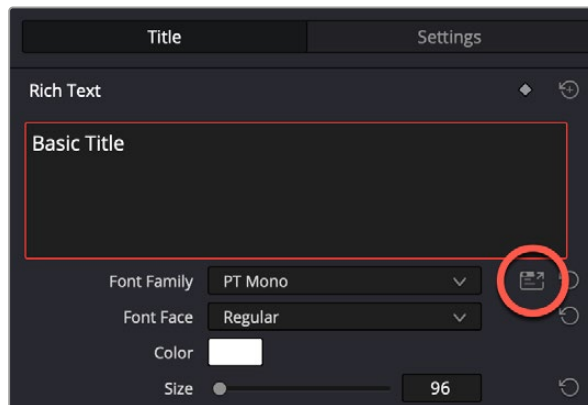 Title Settings
Rich Text
Basic Title
Font Family PT Mono
Font Face Regular
Color
Size 96